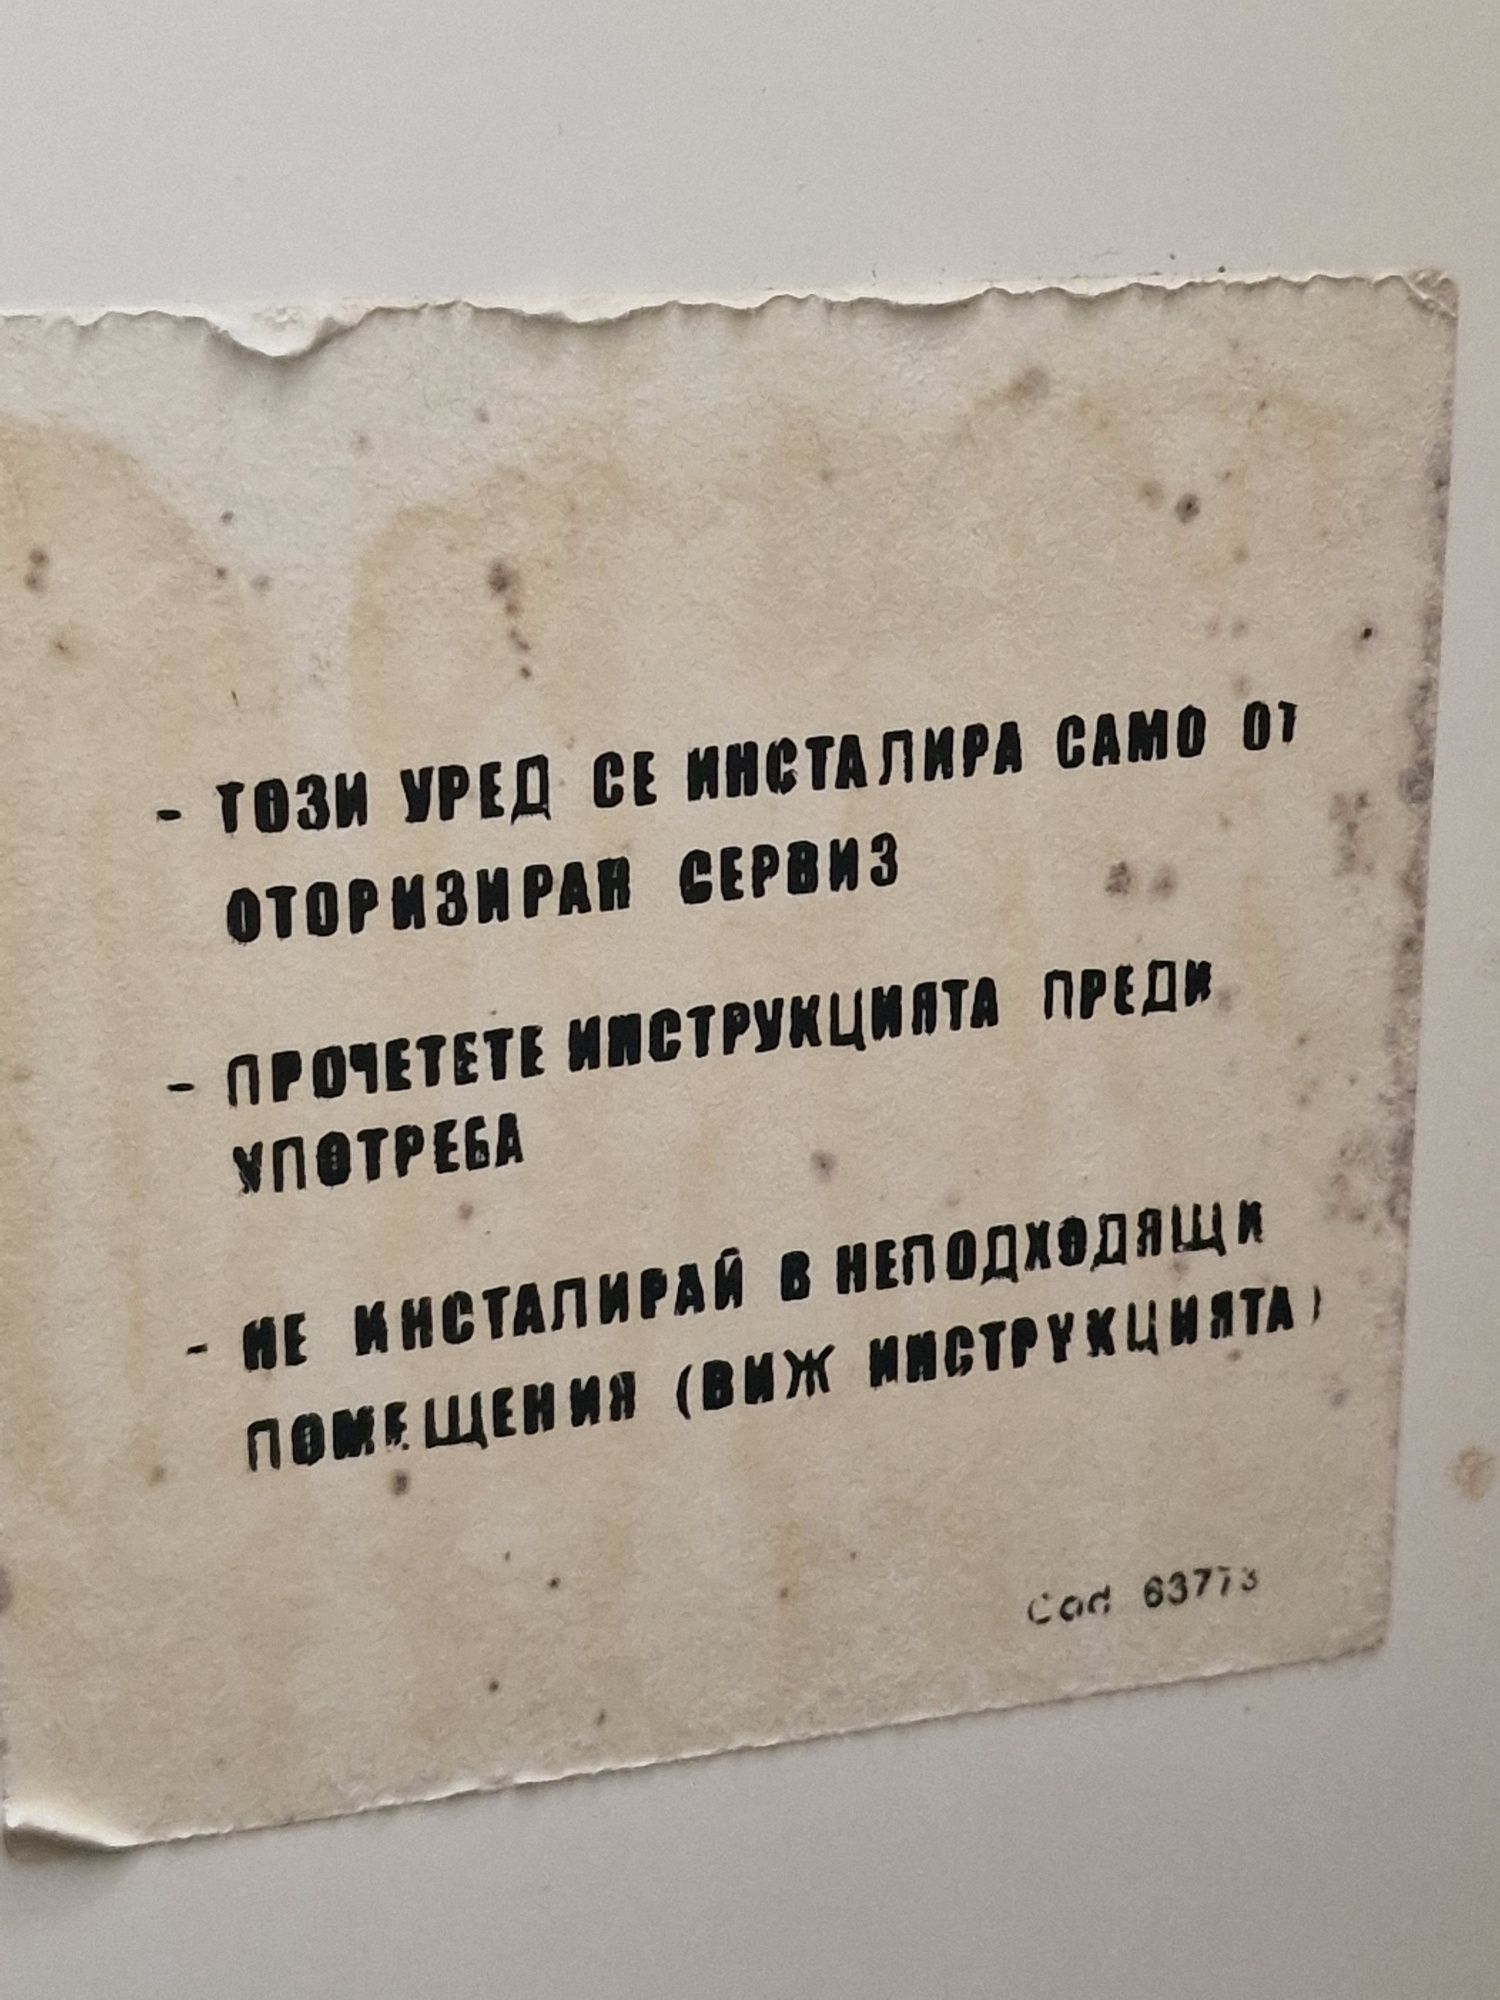 - ТОЗИ УРЕД СЕ ИНСТАЛИРА САМО ОТ
ОТОРИЗИРАН СЕРВИЗ
- ПРОЧЕТЕТЕ ИНСТРУКЦИЯТА ПРЕДИ
УПОТРЕБА
- НЕ ИНСТАЛИРАЙ В НЕПОДХОДЯЩИ
ПОМЕЩЕНИЯ (ВИЖ ИНСТРУКЦИЯТА)
Cod 63773